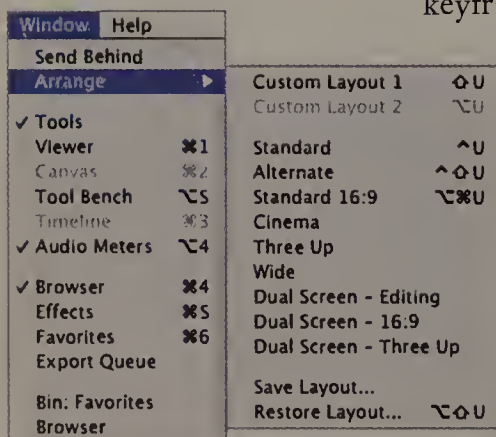 keyfr
Window Help
Send Behind
Arrange
✓ Tools
Viewer ⌘1
Canvas ⌘2
Tool Bench ⌥S
Timeline ⌘3
✓ Audio Meters ⌥4
✓ Browser ⌘4
Effects ⌘S
Favorites ⌘6
Export Queue
Bin: Favorites
Browser
Custom Layout 1 ⇧U
Custom Layout 2 ⌥U
Standard ^U
Alternate ^⇧U
Standard 16:9 ⌥⌘U
Cinema
Three Up
Wide
Dual Screen - Editing
Dual Screen - 16:9
Dual Screen - Three Up
Save Layout...
Restore Layout... ⌥⇧U